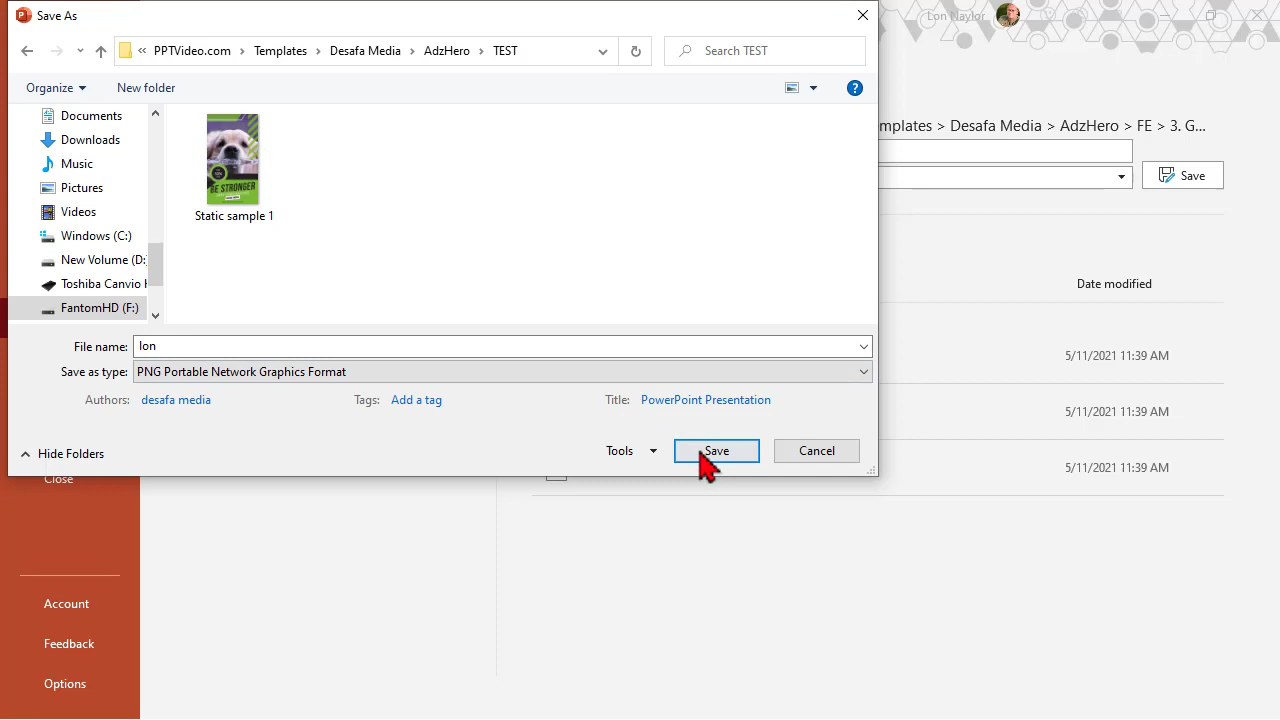 Save As
Lon Naylor
« PPTVideo.com > Templates > Desafa Media > AdzHero > TEST
Search TEST
Organize
New folder
Documents
Downloads
Music
Pictures
Videos
Windows (C:)
New Volume (D:
Toshiba Canvio
FantomHD (F:)
BE STRONGER
Static sample 1
mplates > Desafa Media > AdzHero > FE > 3. G...
Save
Date modified
5/11/2021 11:39 AM
5/11/2021 11:39 AM
5/11/2021 11:39 AM
File name: lon
Save as type: PNG Portable Network Graphics Format
Authors: desafa media
Tags: Add a tag
Title: PowerPoint Presentation
Hide Folders
Tools
Save
Cancel
Close
Account
Feedback
Options